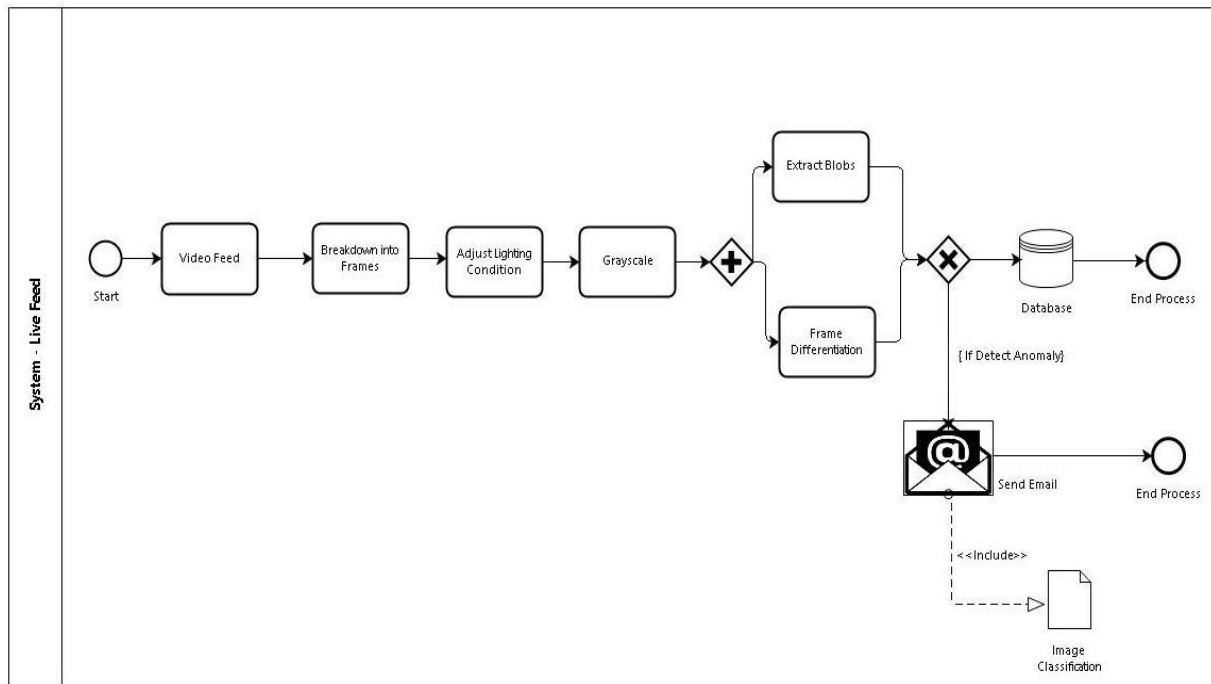 System - Live Feed
Start
Video Feed
Breakdown into
Frames
Adjust Lighting
Condition
Grayscale
Extract Blobs
Frame
Differentiation
Database
End Process
{ If Detect Anomaly}
@
Send Email
End Process
<<Include>>
Image
Classification